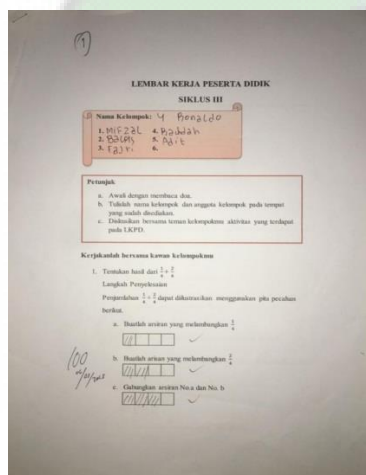 (1)
LEMBAR KERJA PESERTA DIDIK
SIKLUS III
Nama Kelompok: 4 Ronaldo
1. MIFZAL 4. Raddah
2. 5. Adit
3. Fajri 6.
Petunjuk
a. Awali dengan membaca doa.
b. Tulislah nama kelompok dan anggota kelompok pada tempat
yang sudah disediakan.
c. Diskusikan bersama teman kelompokmu aktivitas yang terdapat
pada LKPD.
Kerjakanlah bersama kawan kelompokmu
1. Tentukan hasil dari 1/4 + 2/4
Langkah Penyelesaian
Penjumlahan 1/4 + 2/4 dapat diilustrasikan menggunakan pita pecahan
berikut.
a. Buatlah arsiran yang melambangkan 1/4
100
b. Buatlah arsiran yang melambangkan 2/4
c. Gabungkan arsiran No.a dan No. b